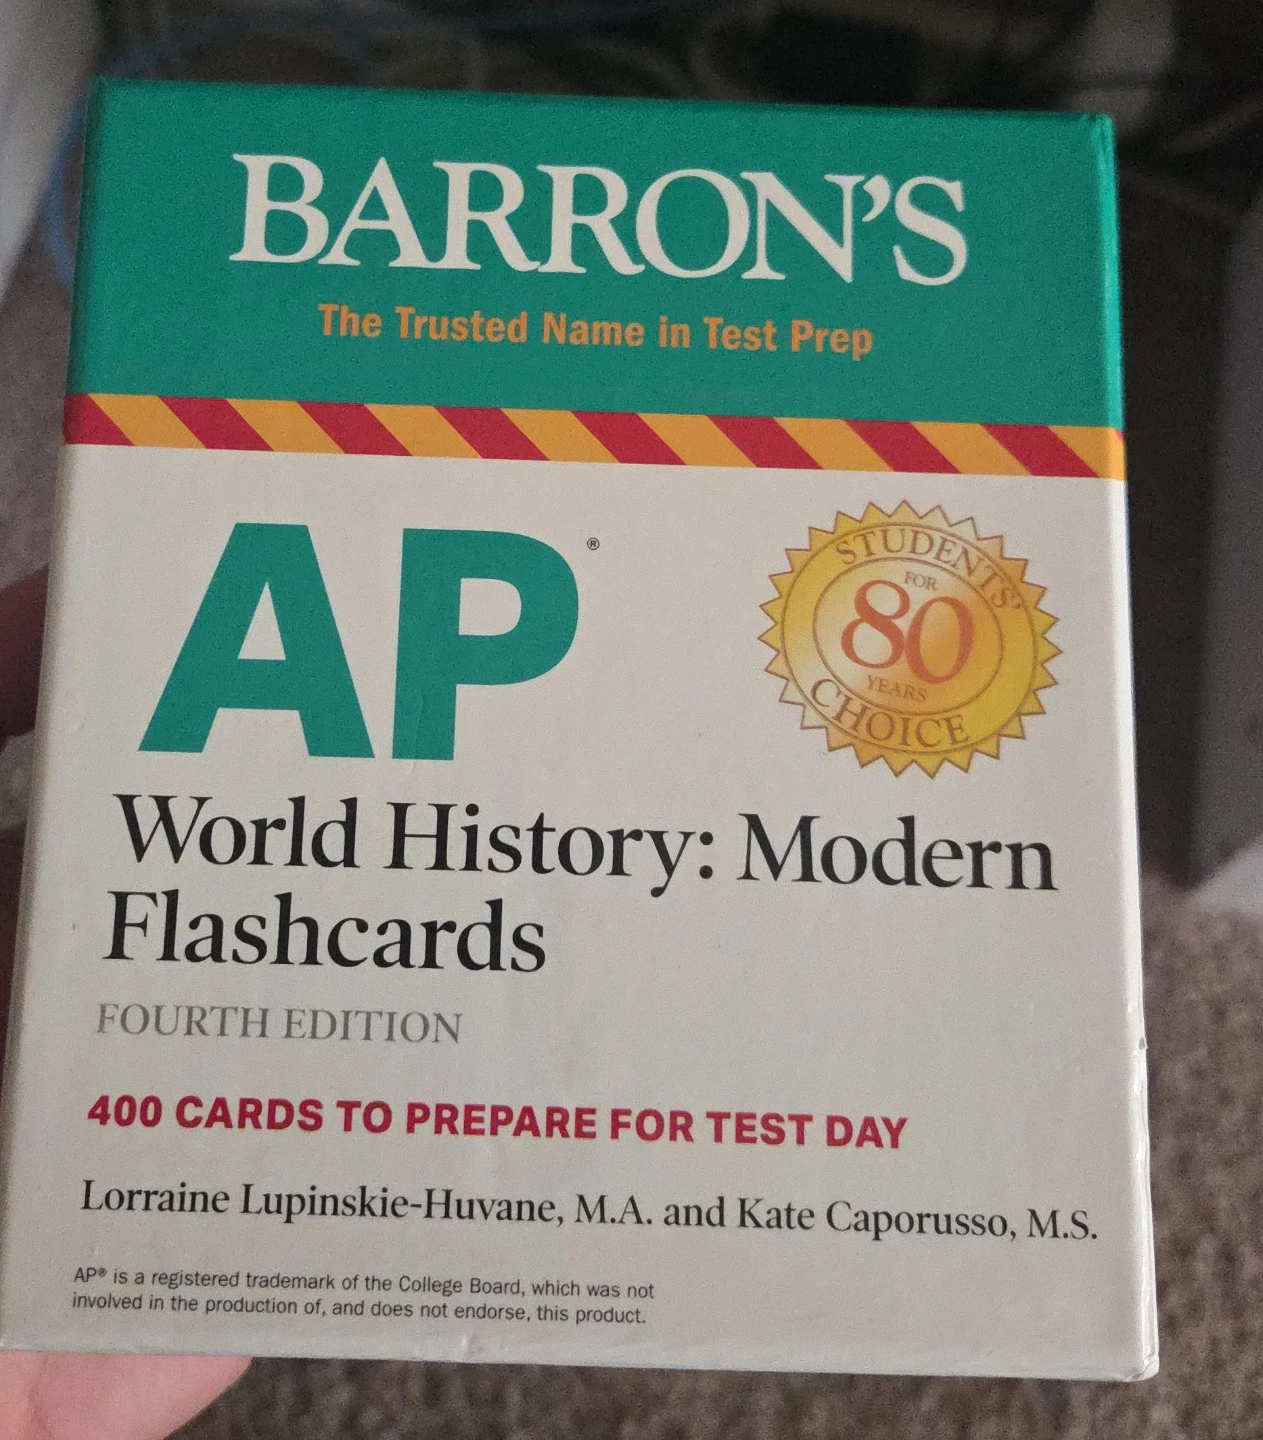 BARRON'S
The Trusted Name in Test Prep
AP®
STUDENTS'
FOR
80
YEARS
CHOICE
World History: Modern
Flashcards
FOURTH EDITION
400 CARDS TO PREPARE FOR TEST DAY
Lorraine Lupinskie-Huvane, M.A. and Kate Caporusso, M.S.
AP® is a registered trademark of the College Board, which was not
involved in the production of, and does not endorse, this product.